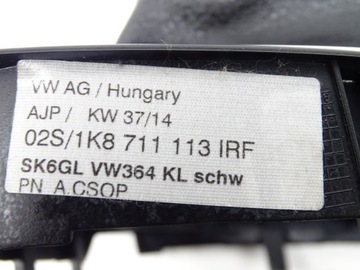 VW AG / Hungary
AJP / KW 37/14
02S/1K8 711 113 IRF
SK6GL VW364 KL schw
PN A.CSOP